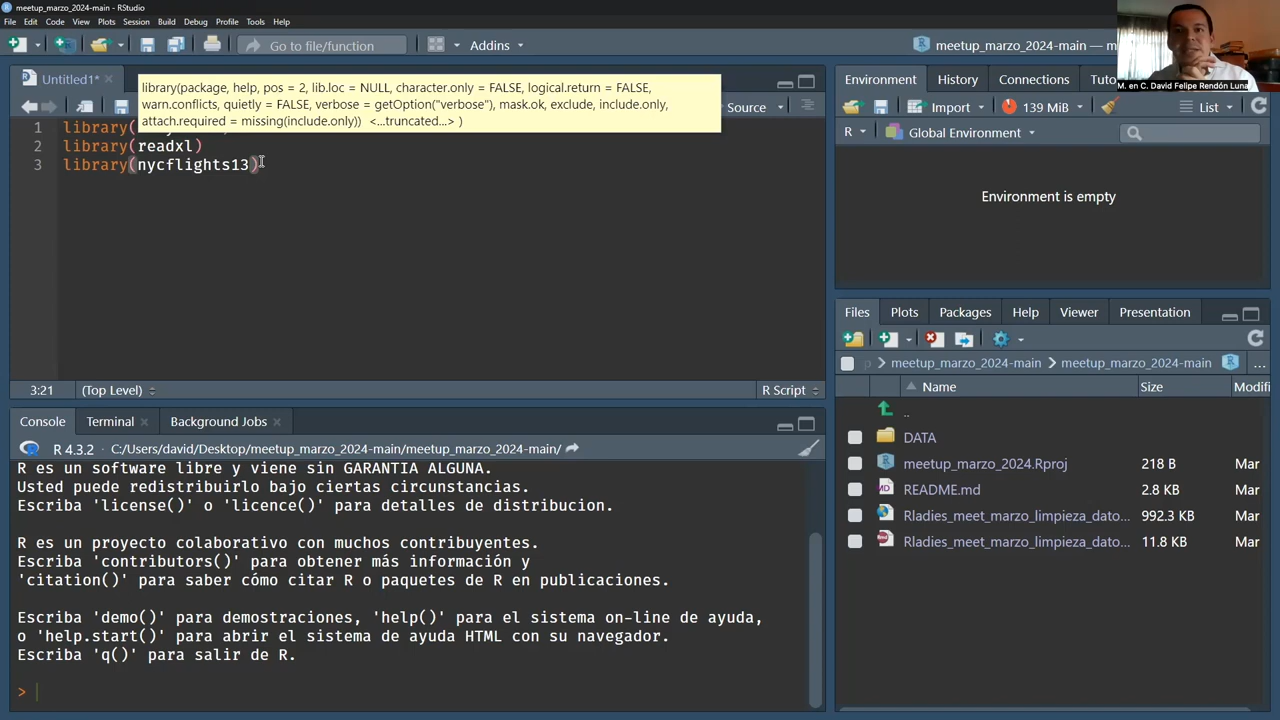 meetup_marzo_2024-main - RStudio
File Edit Code View Plots Session Build Debug Profile Tools Help
Go to file/function
Addins
meetup_marzo_2024-main —
M. en C. David Felipe Rendón Luna
Untitled1*
Source
library(package, help, pos = 2, lib.loc = NULL, character.only = FALSE, logical.return = FALSE,
warn.conflicts, quietly = FALSE, verbose = getOption("verbose"), mask.ok, exclude, include.only,
attach.required = missing(include.only)) <...truncated...> )
1 library(
2 library(readxl)
3 library(nycflights13)
3:21 (Top Level) R Script
Console Terminal Background Jobs
R 4.3.2 C:/Users/david/Desktop/meetup_marzo_2024-main/meetup_marzo_2024-main/
R es un software libre y viene sin GARANTIA ALGUNA.
Usted puede redistribuirlo bajo ciertas circunstancias.
Escriba 'license()' o 'licence()' para detalles de distribucion.
R es un proyecto colaborativo con muchos contribuyentes.
Escriba 'contributors()' para obtener más información y
'citation()' para saber cómo citar R o paquetes de R en publicaciones.
Escriba 'demo()' para demostraciones, 'help()' para el sistema on-line de ayuda,
o 'help.start()' para abrir el sistema de ayuda HTML con su navegador.
Escriba 'q()' para salir de R.
>
Environment History Connections Tuto
Import 139 MiB List
R Global Environment
Environment is empty
Files Plots Packages Help Viewer Presentation
p > meetup_marzo_2024-main > meetup_marzo_2024-main ...
Name Size Modifi
..
DATA
meetup_marzo_2024.Rproj 218 B Mar
README.md 2.8 KB Mar
Rladies_meet_marzo_limpieza_dato... 992.3 KB Mar
Rladies_meet_marzo_limpieza_dato... 11.8 KB Mar